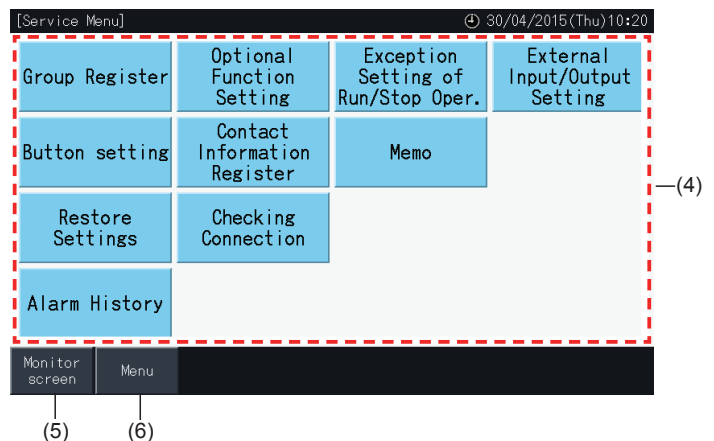 [Service Menu] 30/04/2015(Thu)10:20
Group Register
Optional
Function
Setting
Exception
Setting of
Run/Stop Oper.
External
Input/Output
Setting
Button setting
Contact
Information
Register
Memo
(4)
Restore
Settings
Checking
Connection
Alarm History
Monitor
screen
Menu
(5) (6)